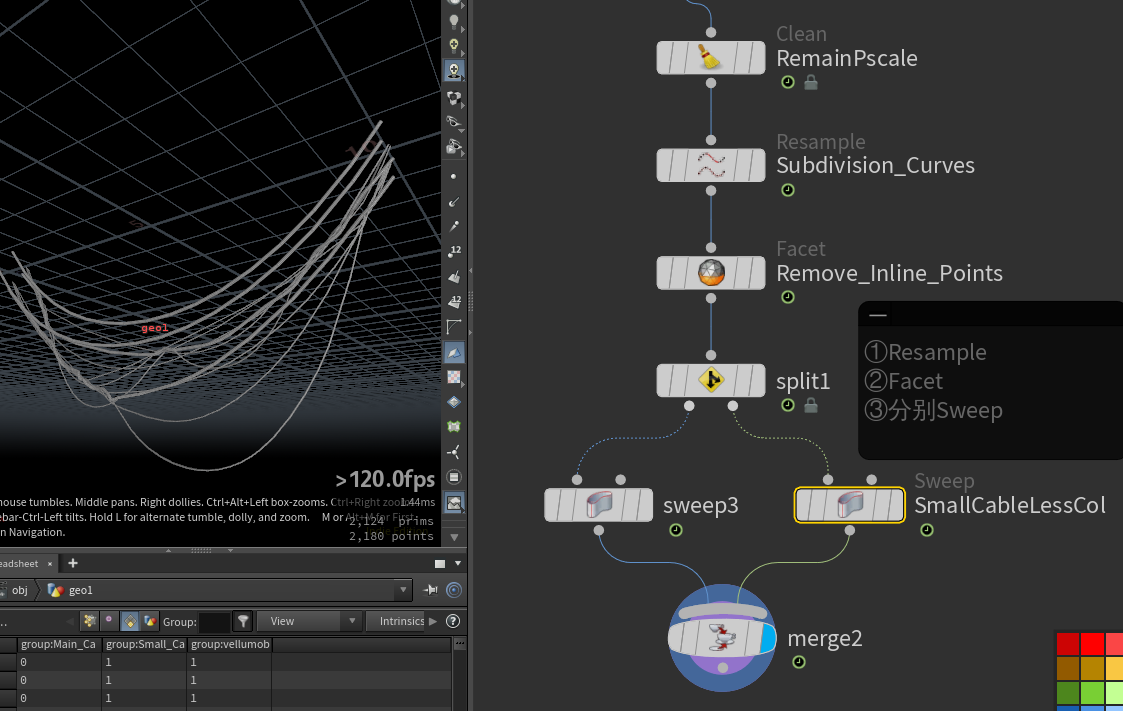 Clean
RemainPscale
Resample
Subdivision_Curves
Facet
Remove_Inline_Points
split1
①Resample
②Facet
③分别Sweep
sweep3
Sweep
SmallCableLessCol
merge2
geo1
12
12
>120.0fps
nouse tumbles. Middle pans. Right dollies. Ctrl+Alt+Left box-zooms. Ctrl+Right zooms
1.44ms
ebar-Ctrl-Left tilts. Hold L for alternate tumble, dolly, and zoom. M or Alt+M for First
2,124 prims
n Navigation.
2,180 points
eadsheet × +
obj geo1
Group: View Intrinsics
group:Main_Ca group:Small_Ca group:vellumob
0 1 1
0 1 1
0 1 1